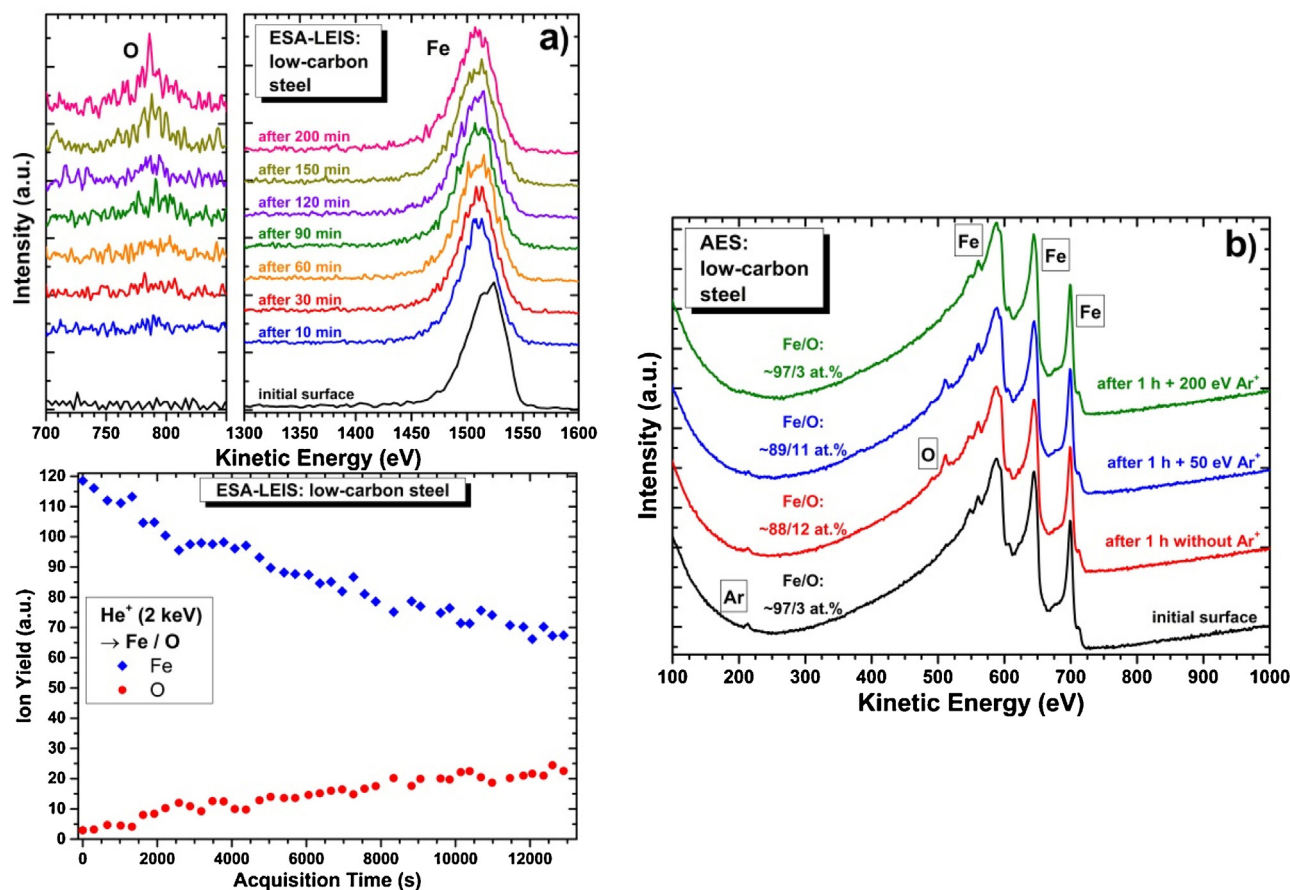 a)
O
Fe
ESA-LEIS:
low-carbon
steel
Intensity (a.u.)
after 200 min
after 150 min
after 120 min
after 90 min
after 60 min
after 30 min
after 10 min
initial surface
700 750 800
1300 1350 1400 1450 1500 1550 1600
Kinetic Energy (eV)
ESA-LEIS: low-carbon steel
Ion Yield (a.u.)
120
110
100
90
80
70
60
50
40
30
20
10
0
He⁺ (2 keV)
→ Fe / O
Fe
O
0 2000 4000 6000 8000 10000 12000
Acquisition Time (s)
b)
AES:
low-carbon
steel
Fe
Fe
Fe
Intensity (a.u.)
Fe/O:
~97/3 at.%
after 1 h + 200 eV Ar⁺
Fe/O:
~89/11 at.%
after 1 h + 50 eV Ar⁺
O
Fe/O:
~88/12 at.%
after 1 h without Ar⁺
Ar
Fe/O:
~97/3 at.%
initial surface
100 200 300 400 500 600 700 800 900 1000
Kinetic Energy (eV)